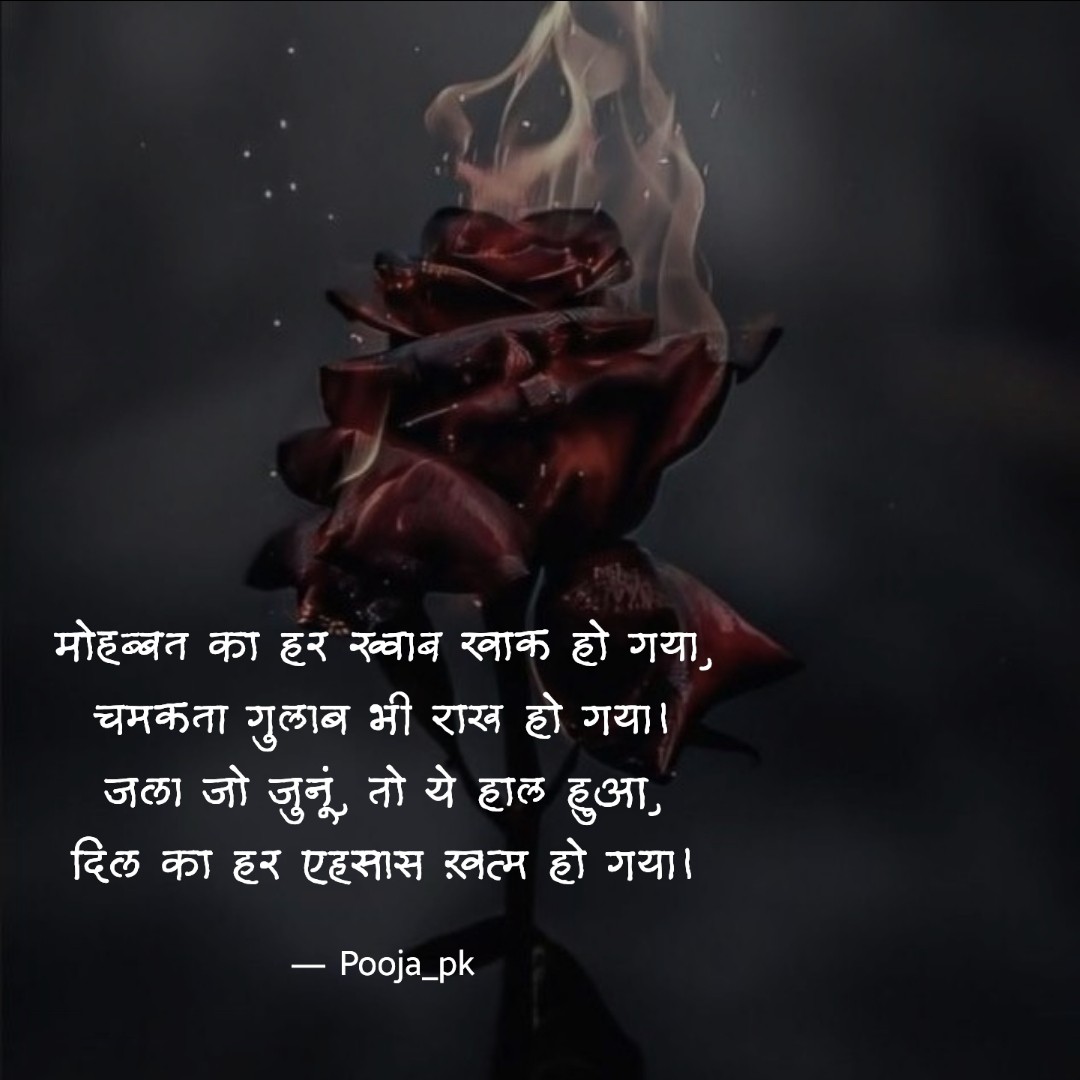 मोहब्बत का हर ख्वाब खाक हो गया,
चमकता गुलाब भी राख हो गया।
जला जो जुनूं, तो ये हाल हुआ,
दिल का हर एहसास ख़त्म हो गया।
— Pooja_pk